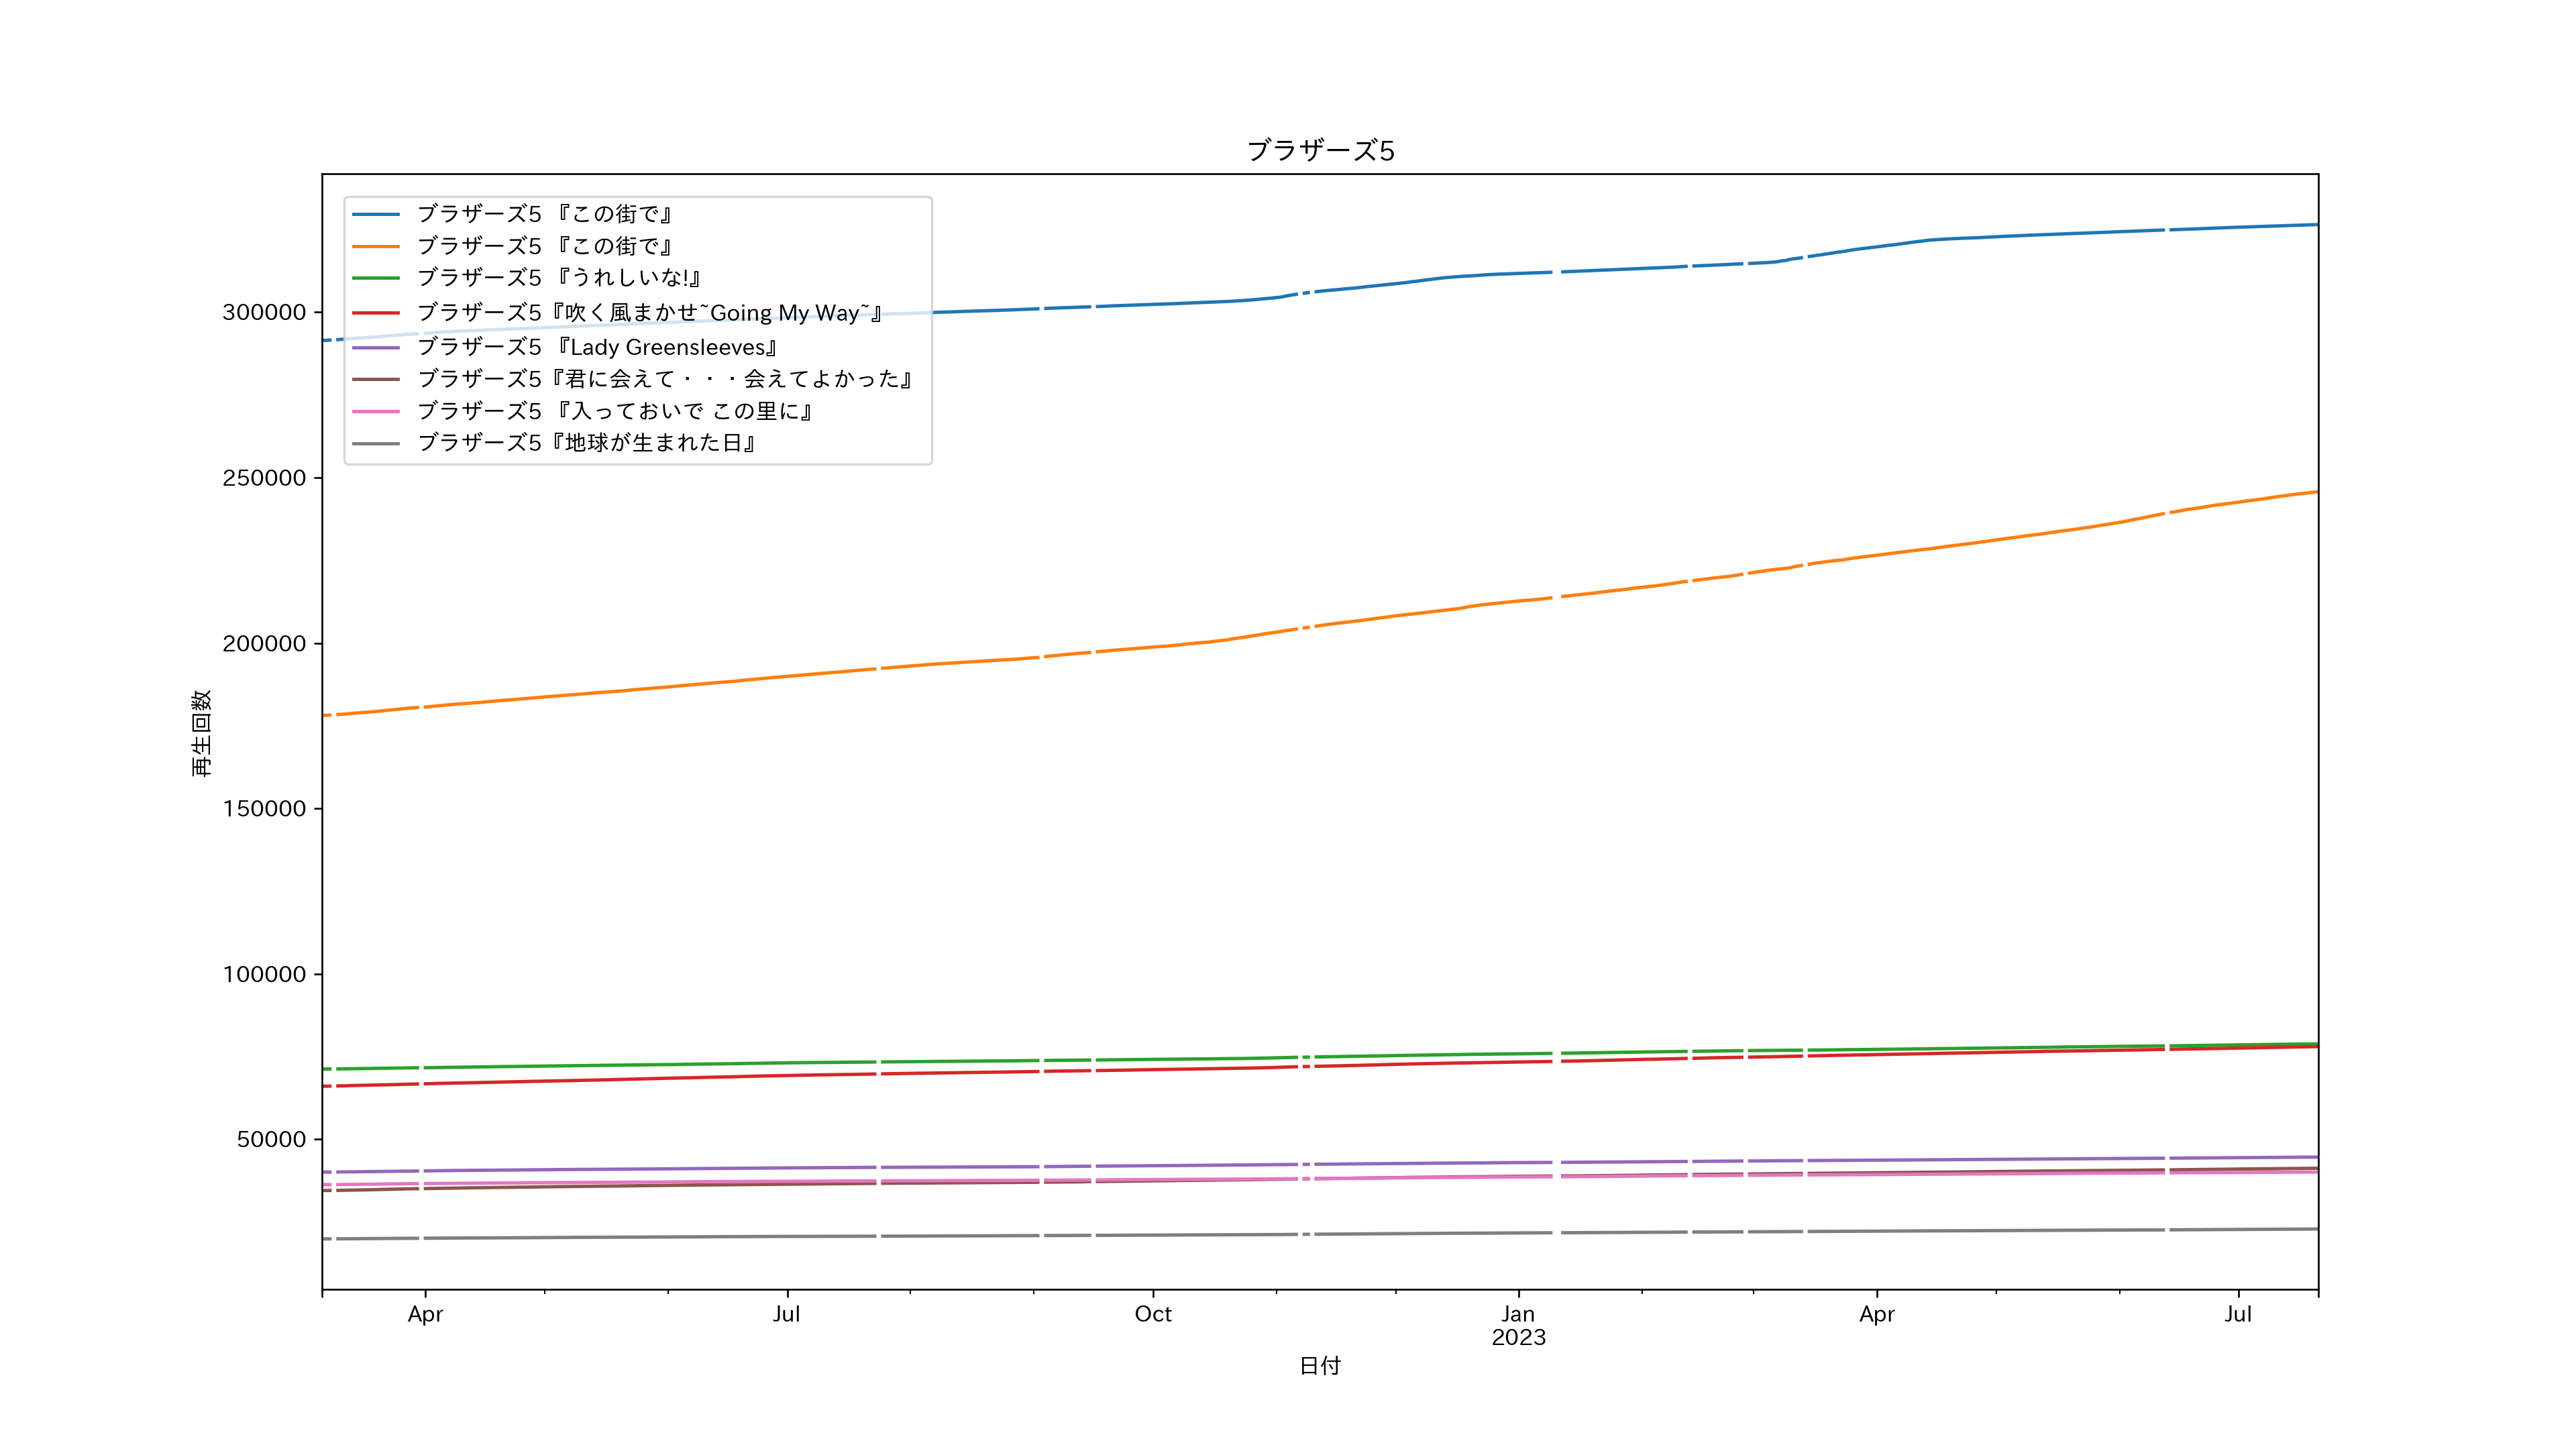 ブラザーズ5
ブラザーズ5 『この街で』
ブラザーズ5 『この街で』
ブラザーズ5 『うれしいな!』
ブラザーズ5『吹く風まかせ~Going My Way~』
ブラザーズ5 『Lady Greensleeves』
ブラザーズ5『君に会えて・・・会えてよかった』
ブラザーズ5 『入っておいで この里に』
ブラザーズ5『地球が生まれた日』
300000
250000
200000
150000
100000
50000
再生回数
Apr
Jul
Oct
Jan
2023
Apr
Jul
日付